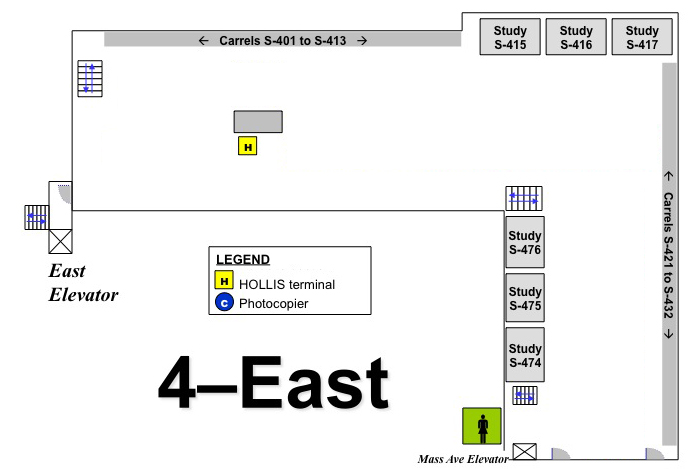 ← Carrels S-401 to S-413 →
Study
S-415
Study
S-416
Study
S-417
H
← Carrels S-421 to S-432 →
Study
S-476
East
Elevator
LEGEND
H HOLLIS terminal
C Photocopier
Study
S-475
Study
S-474
4–East
Mass Ave Elevator